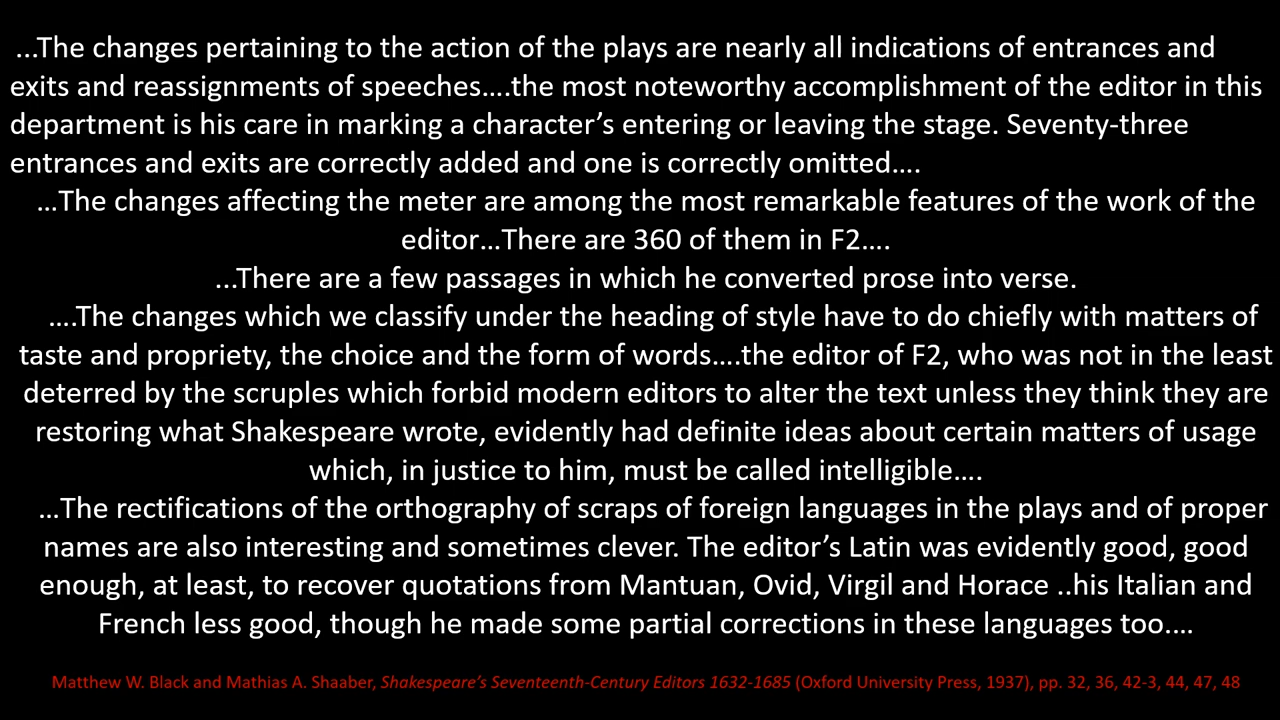 ...The changes pertaining to the action of the plays are nearly all indications of entrances and
exits and reassignments of speeches….the most noteworthy accomplishment of the editor in this
department is his care in marking a character’s entering or leaving the stage. Seventy-three
entrances and exits are correctly added and one is correctly omitted….
…The changes affecting the meter are among the most remarkable features of the work of the
editor…There are 360 of them in F2….
...There are a few passages in which he converted prose into verse.
….The changes which we classify under the heading of style have to do chiefly with matters of
taste and propriety, the choice and the form of words….the editor of F2, who was not in the least
deterred by the scruples which forbid modern editors to alter the text unless they think they are
restoring what Shakespeare wrote, evidently had definite ideas about certain matters of usage
which, in justice to him, must be called intelligible….
…The rectifications of the orthography of scraps of foreign languages in the plays and of proper
names are also interesting and sometimes clever. The editor’s Latin was evidently good, good
enough, at least, to recover quotations from Mantuan, Ovid, Virgil and Horace ..his Italian and
French less good, though he made some partial corrections in these languages too.…
Matthew W. Black and Mathias A. Shaaber, Shakespeare’s Seventeenth-Century Editors 1632-1685 (Oxford University Press, 1937), pp. 32, 36, 42-3, 44, 47, 48